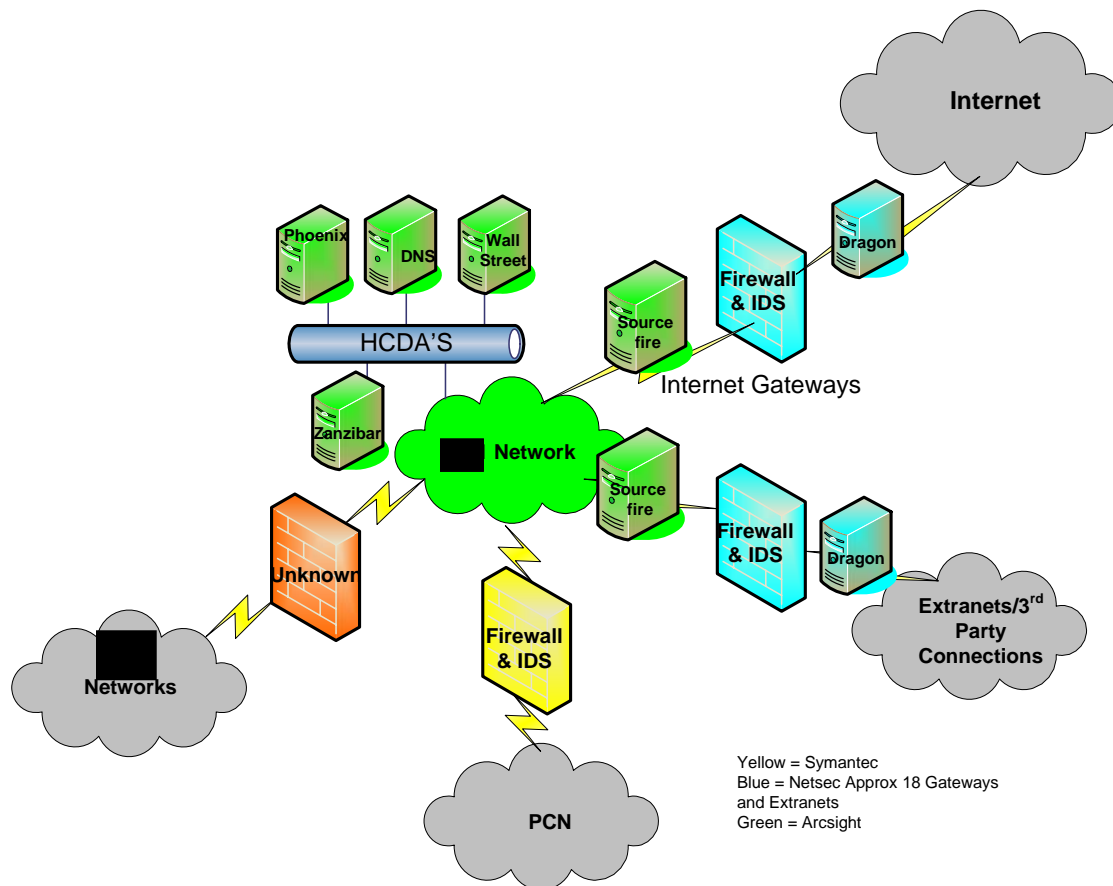 Internet
Phoenix
DNS
Wall
Street
Dragon
Firewall
& IDS
Source
fire
HCDA'S
Internet Gateways
Zanzibar
Network
Source
fire
Firewall
& IDS
Dragon
Unknown
Extranets/3rd
Party
Connections
Firewall
& IDS
Networks
Yellow = Symantec
Blue = Netsec Approx 18 Gateways
and Extranets
Green = Arcsight
PCN